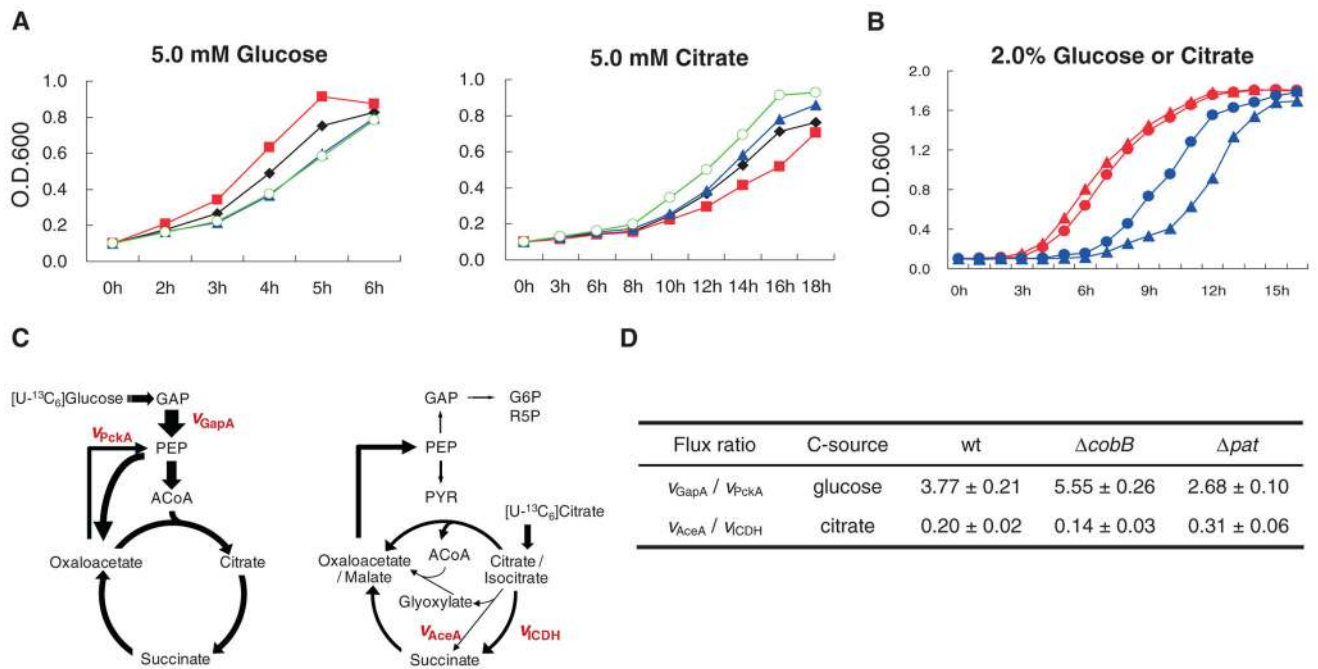 A
5.0 mM Glucose
O.D.600
1.0
0.8
0.6
0.4
0.2
0.0
0h 2h 3h 4h 5h 6h
5.0 mM Citrate
1.0
0.8
0.6
0.4
0.2
0.0
0h 3h 6h 8h 10h 12h 14h 16h 18h
B
2.0% Glucose or Citrate
O.D.600
2.0
1.6
1.2
0.8
0.4
0.0
0h 3h 6h 9h 12h 15h
C
[U-¹³C₆]Glucose GAP
vPckA vGapA
PEP
ACoA
Oxaloacetate Citrate
Succinate
GAP G6P
R5P
PEP
PYR
[U-¹³C₆]Citrate
Oxaloacetate
/ Malate
ACoA
Citrate /
Isocitrate
Glyoxylate
vAceA vICDH
Succinate
D
Flux ratio C-source wt ΔcobB Δpat
vGapA / vPckA glucose 3.77 ± 0.21 5.55 ± 0.26 2.68 ± 0.10
vAceA / vICDH citrate 0.20 ± 0.02 0.14 ± 0.03 0.31 ± 0.06